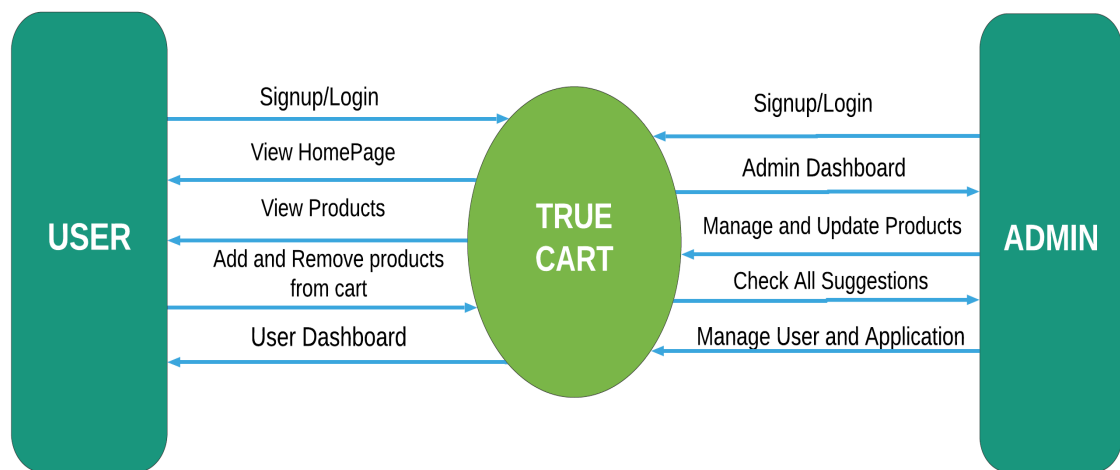 USER
Signup/Login
View HomePage
View Products
Add and Remove products
from cart
User Dashboard
TRUE
CART
Signup/Login
Admin Dashboard
Manage and Update Products
Check All Suggestions
Manage User and Application
ADMIN